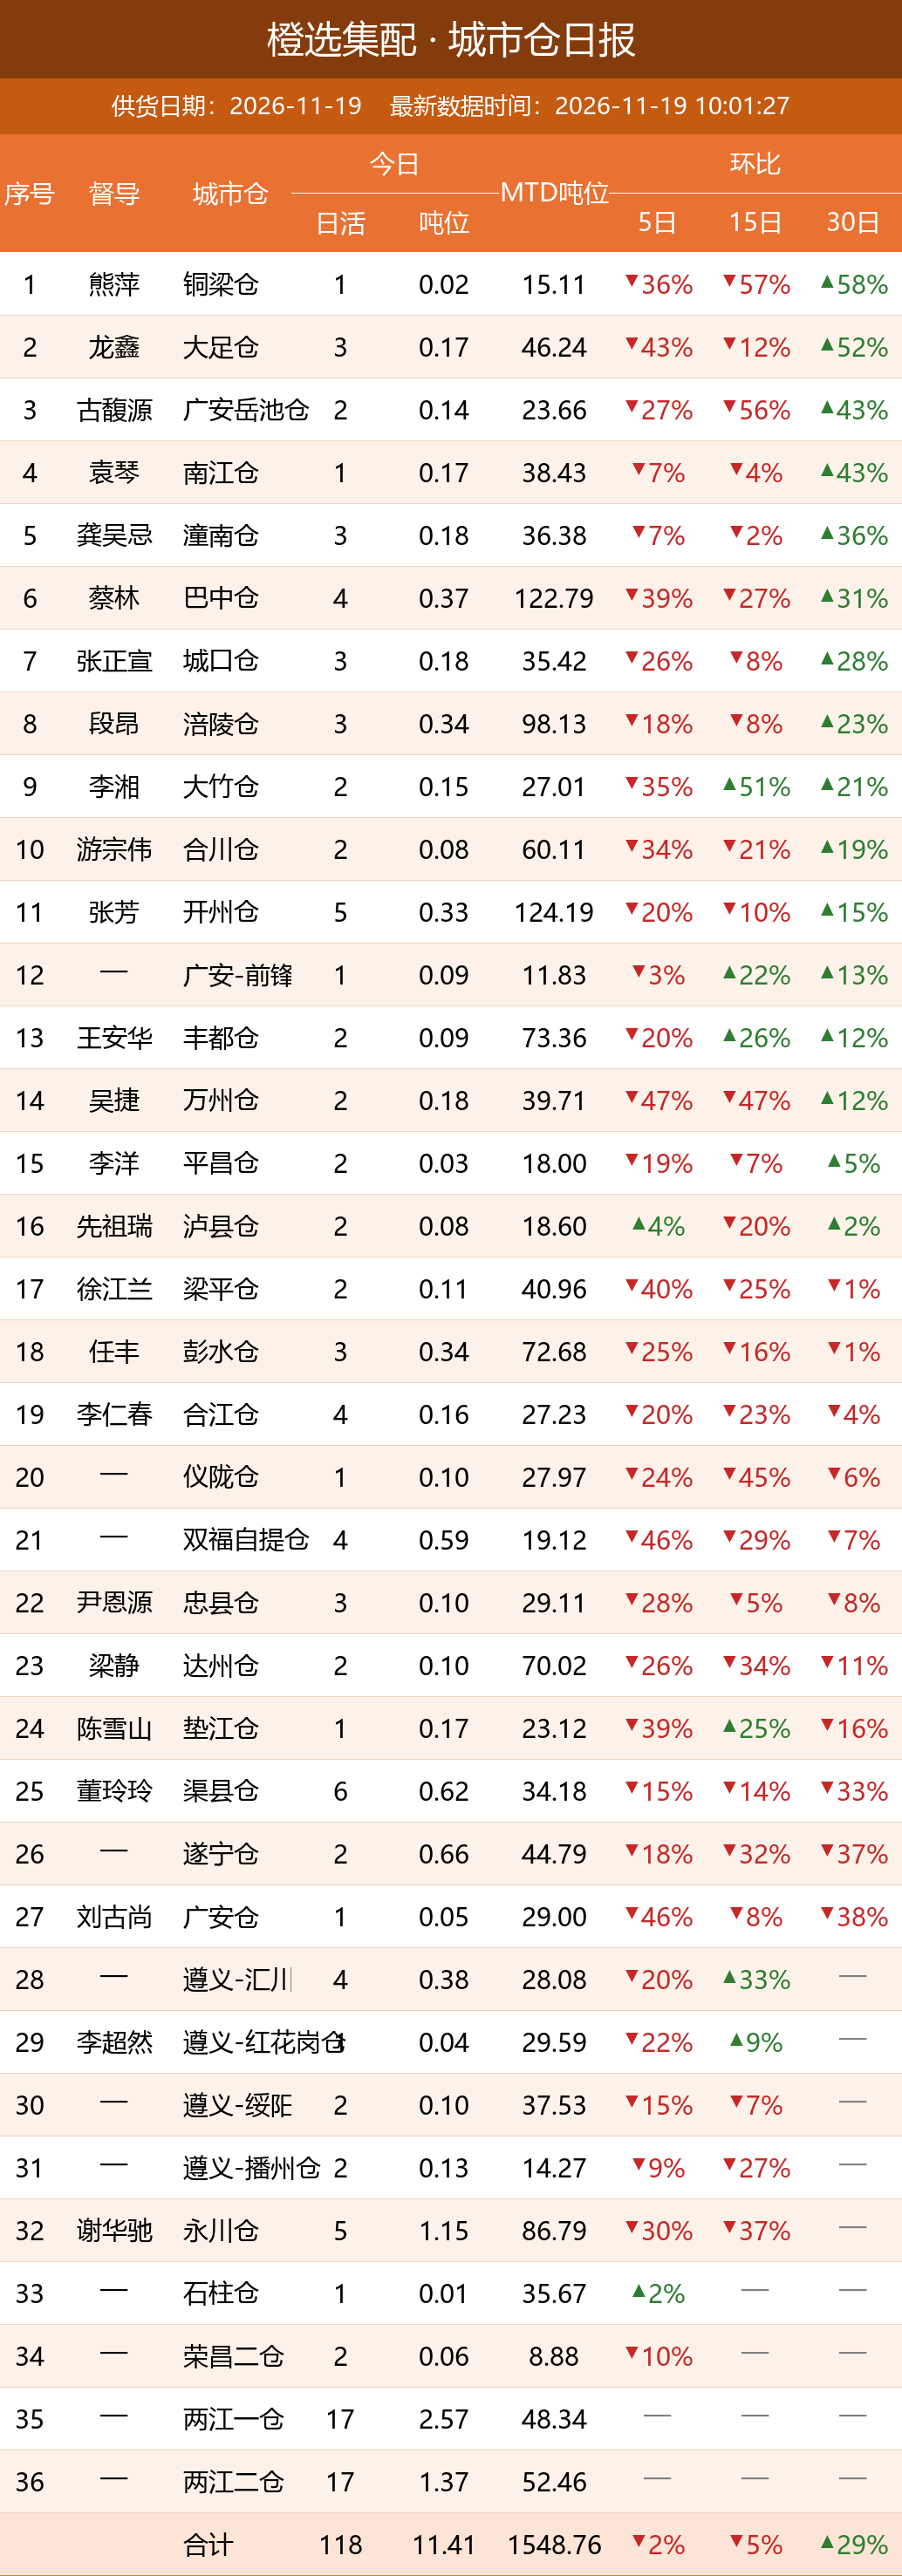 橙选集配 · 城市仓日报
供货日期：2026-11-19 最新数据时间：2026-11-19 10:01:27
序号 督导 城市仓 今日 MTD吨位 环比
日活 吨位 5日 15日 30日
1 熊萍 铜梁仓 1 0.02 15.11 ▼36% ▼57% ▲58%
2 龙鑫 大足仓 3 0.17 46.24 ▼43% ▼12% ▲52%
3 古馥源 广安岳池仓 2 0.14 23.66 ▼27% ▼56% ▲43%
4 袁琴 南江仓 1 0.17 38.43 ▼7% ▼4% ▲43%
5 龚吴忌 潼南仓 3 0.18 36.38 ▼7% ▼2% ▲36%
6 蔡林 巴中仓 4 0.37 122.79 ▼39% ▼27% ▲31%
7 张正宣 城口仓 3 0.18 35.42 ▼26% ▼8% ▲28%
8 段昂 涪陵仓 3 0.34 98.13 ▼18% ▼8% ▲23%
9 李湘 大竹仓 2 0.15 27.01 ▼35% ▲51% ▲21%
10 游宗伟 合川仓 2 0.08 60.11 ▼34% ▼21% ▲19%
11 张芳 开州仓 5 0.33 124.19 ▼20% ▼10% ▲15%
12 — 广安-前锋 1 0.09 11.83 ▼3% ▲22% ▲13%
13 王安华 丰都仓 2 0.09 73.36 ▼20% ▲26% ▲12%
14 吴捷 万州仓 2 0.18 39.71 ▼47% ▼47% ▲12%
15 李洋 平昌仓 2 0.03 18.00 ▼19% ▼7% ▲5%
16 先祖瑞 泸县仓 2 0.08 18.60 ▲4% ▼20% ▲2%
17 徐江兰 梁平仓 2 0.11 40.96 ▼40% ▼25% ▼1%
18 任丰 彭水仓 3 0.34 72.68 ▼25% ▼16% ▼1%
19 李仁春 合江仓 4 0.16 27.23 ▼20% ▼23% ▼4%
20 — 仪陇仓 1 0.10 27.97 ▼24% ▼45% ▼6%
21 — 双福自提仓 4 0.59 19.12 ▼46% ▼29% ▼7%
22 尹恩源 忠县仓 3 0.10 29.11 ▼28% ▼5% ▼8%
23 梁静 达州仓 2 0.10 70.02 ▼26% ▼34% ▼11%
24 陈雪山 垫江仓 1 0.17 23.12 ▼39% ▲25% ▼16%
25 董玲玲 渠县仓 6 0.62 34.18 ▼15% ▼14% ▼33%
26 — 遂宁仓 2 0.66 44.79 ▼18% ▼32% ▼37%
27 刘古尚 广安仓 1 0.05 29.00 ▼46% ▼8% ▼38%
28 — 遵义-汇川 4 0.38 28.08 ▼20% ▲33% —
29 李超然 遵义-红花岗仓 1 0.04 29.59 ▼22% ▲9% —
30 — 遵义-绥阳 2 0.10 37.53 ▼15% ▼7% —
31 — 遵义-播州仓 2 0.13 14.27 ▼9% ▼27% —
32 谢华驰 永川仓 5 1.15 86.79 ▼30% ▼37% —
33 — 石柱仓 1 0.01 35.67 ▲2% — —
34 — 荣昌二仓 2 0.06 8.88 ▼10% — —
35 — 两江一仓 17 2.57 48.34 — — —
36 — 两江二仓 17 1.37 52.46 — — —
合计 118 11.41 1548.76 ▼2% ▼5% ▲29%